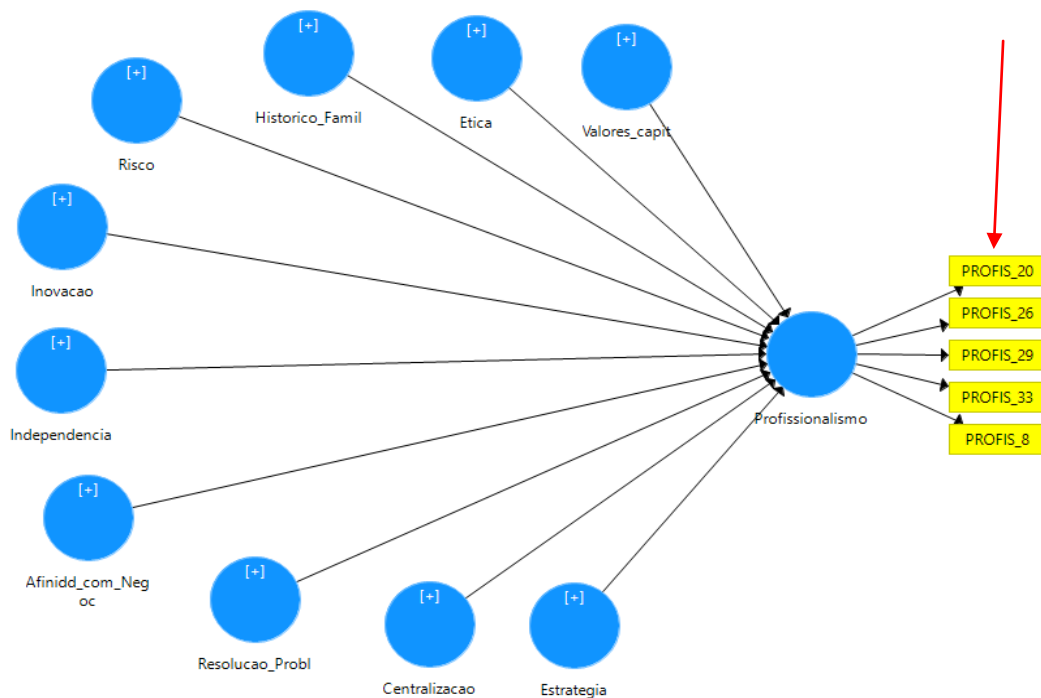 [+]
Historico_Famil
[+]
Etica
[+]
Valores_capit
[+]
Risco
[+]
Inovacao
[+]
Independencia
[+]
Afinidd_com_Neg
oc
[+]
Resolucao_Probl
[+]
Centralizacao
[+]
Estrategia
Profissionalismo
PROFIS_20
PROFIS_26
PROFIS_29
PROFIS_33
PROFIS_8